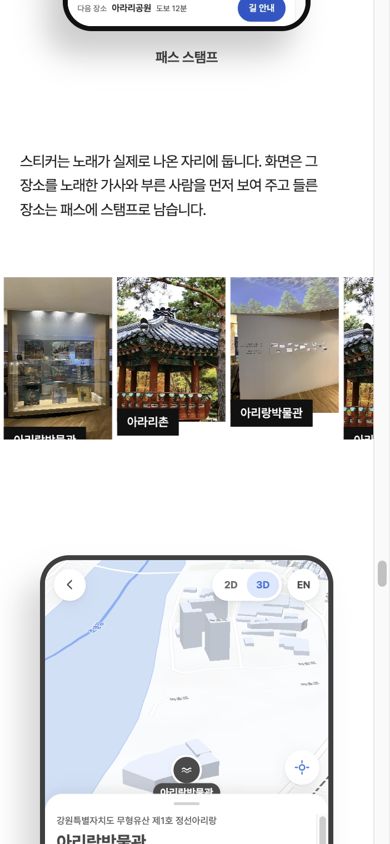 다음 장소 아라리공원 도보 12분 길 안내
패스 스탬프
스티커는 노래가 실제로 나온 자리에 둡니다. 화면은 그
장소를 노래한 가사와 부른 사람을 먼저 보여 주고 들른
장소는 패스에 스탬프로 남습니다.
아리랑박물관
아라리촌
아리랑박물관
2D 3D EN
아리랑박물관
강원특별자치도 무형유산 제1호 정선아리랑
아리랑박물관